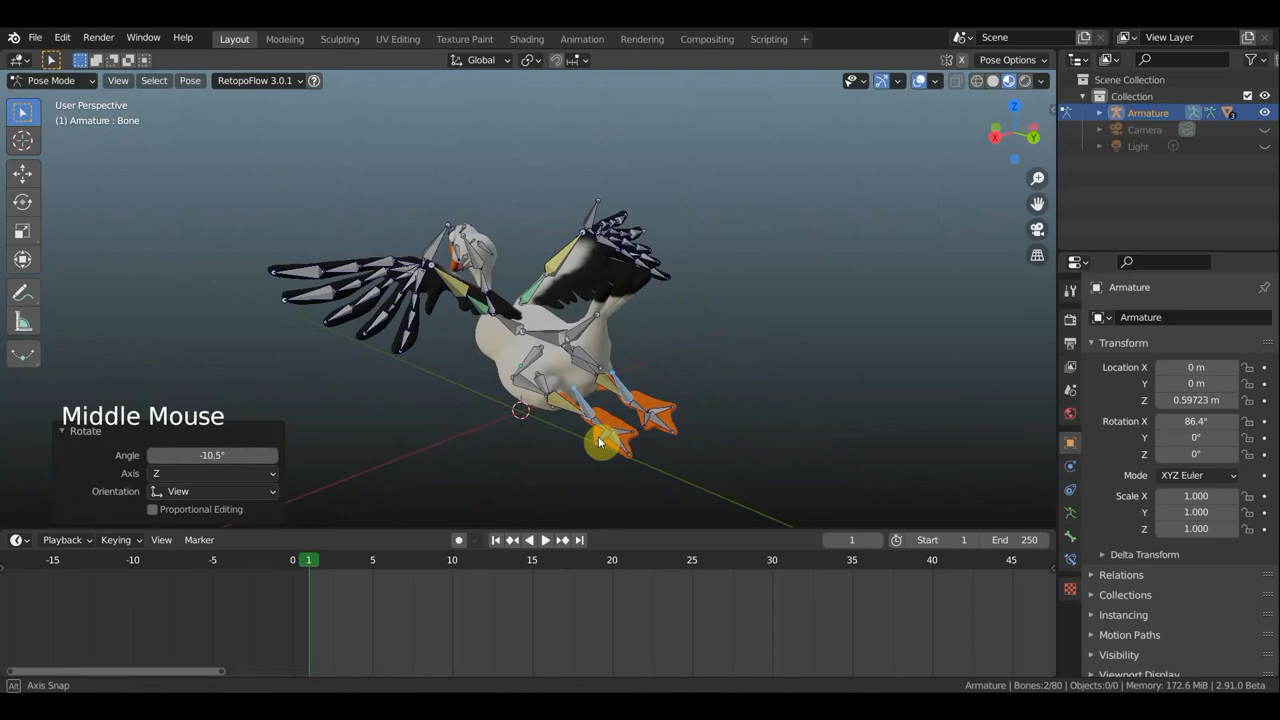 File Edit Render Window Help Layout Modeling Sculpting UV Editing Texture Paint Shading Animation Rendering Compositing Scripting + Scene View Layer
Global X Pose Options
Pose Mode View Select Pose RetopoFlow 3.0.1 ?
Scene Collection
Collection
Armature 3
Camera
Light
User Perspective
(1) Armature : Bone
Z
X
Y
Middle Mouse
Rotate
Angle -10.5°
Axis Z
Orientation View
Proportional Editing
Armature
Armature
Transform
Location X 0 m
Y 0 m
Z 0.59723 m
Rotation X 86.4°
Y 0°
Z 0°
Mode XYZ Euler
Scale X 1.000
Y 1.000
Z 1.000
Delta Transform
Relations
Collections
Instancing
Motion Paths
Visibility
Viewport Display
Playback Keying View Marker 1 Start 1 End 250
-15 -10 -5 0 1 5 10 15 20 25 30 35 40 45
Alt Axis Snap
Armature | Bones:2/80 | Objects:0/0 | Memory: 172.6 MiB | 2.91.0 Beta